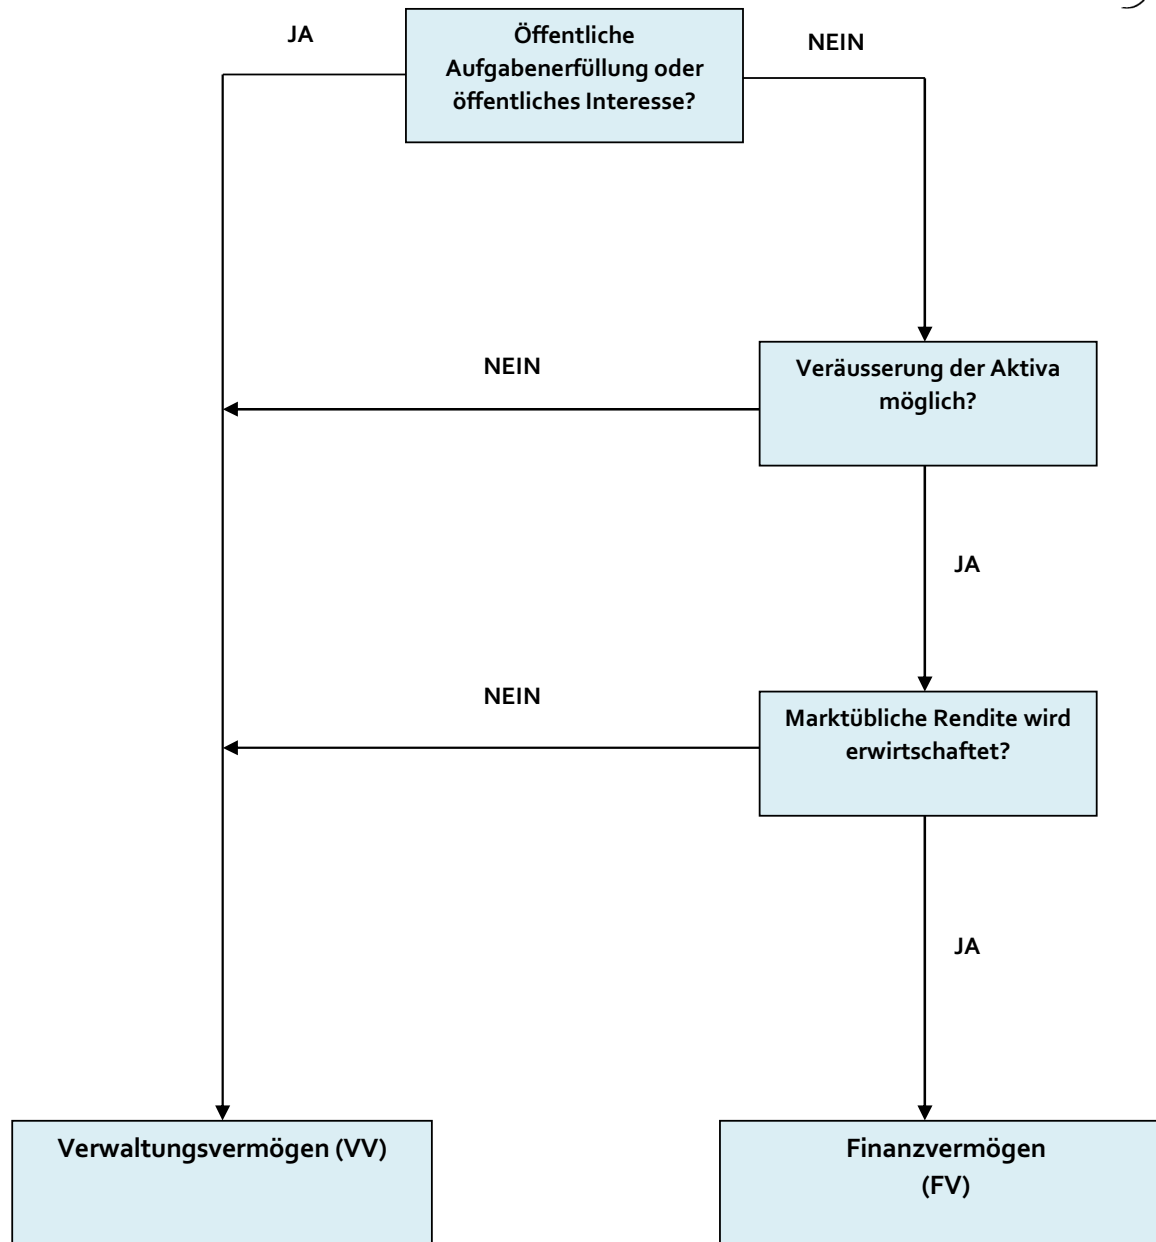 JA
Öffentliche
Aufgabenerfüllung oder
öffentliches Interesse?
NEIN
NEIN
Veräusserung der Aktiva
möglich?
JA
NEIN
Marktübliche Rendite wird
erwirtschaftet?
JA
Verwaltungsvermögen (VV)
Finanzvermögen
(FV)